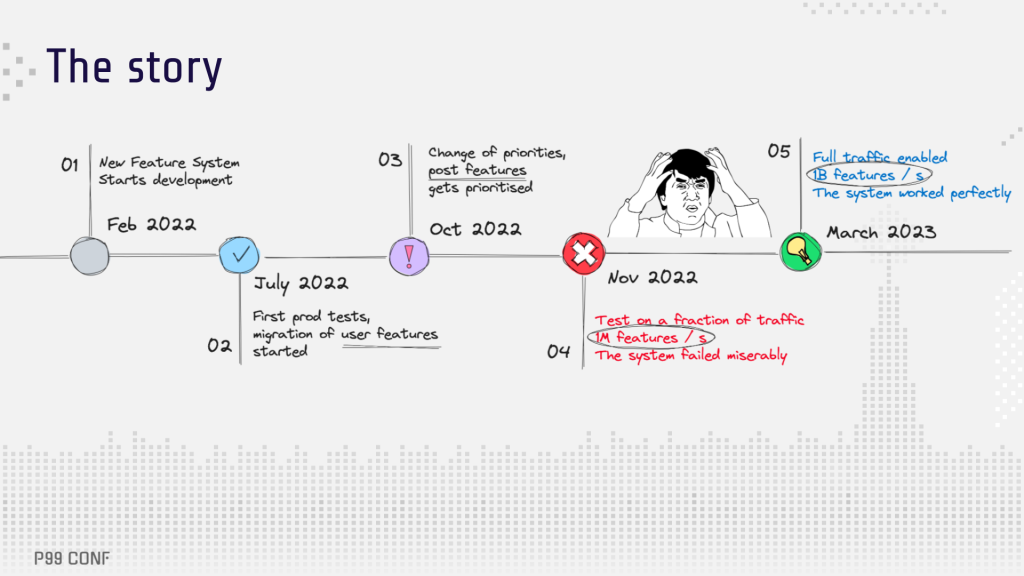 The story
01
New Feature System
Starts development
Feb 2022
July 2022
First prod tests,
migration of user features
started
02
03
Change of priorities,
post features
gets prioritised
Oct 2022
Nov 2022
04
Test on a fraction of traffic
1M features / s
The system failed miserably
05
Full traffic enabled
1B features / s
The system worked perfectly
March 2023
P99 CONF